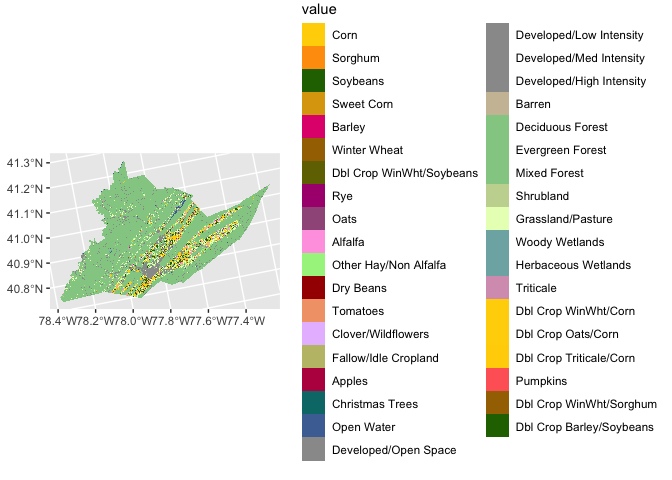 value
Corn
Sorghum
Soybeans
Sweet Corn
Barley
Winter Wheat
Dbl Crop WinWht/Soybeans
Rye
Oats
Alfalfa
Other Hay/Non Alfalfa
Dry Beans
Tomatoes
Clover/Wildflowers
Fallow/Idle Cropland
Apples
Christmas Trees
Open Water
Developed/Open Space
Developed/Low Intensity
Developed/Med Intensity
Developed/High Intensity
Barren
Deciduous Forest
Evergreen Forest
Mixed Forest
Shrubland
Grassland/Pasture
Woody Wetlands
Herbaceous Wetlands
Triticale
Dbl Crop WinWht/Corn
Dbl Crop Oats/Corn
Dbl Crop Triticale/Corn
Pumpkins
Dbl Crop WinWht/Sorghum
Dbl Crop Barley/Soybeans
41.3°N
41.2°N
41.1°N
41.0°N
40.9°N
40.8°N
78.4°W78.2°W78.0°W77.8°W77.6°W77.4°W